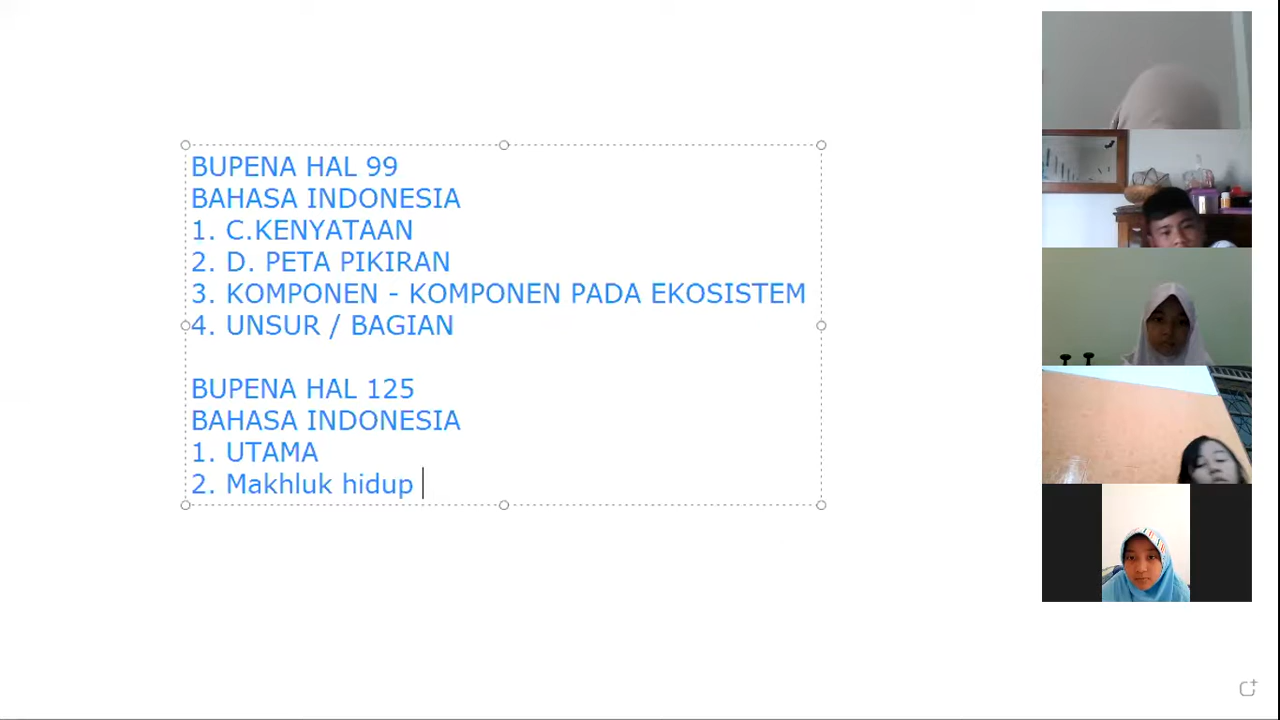 BUPENA HAL 99
BAHASA INDONESIA
1. C.KENYATAAN
2. D. PETA PIKIRAN
3. KOMPONEN - KOMPONEN PADA EKOSISTEM
4. UNSUR / BAGIAN
BUPENA HAL 125
BAHASA INDONESIA
1. UTAMA
2. Makhluk hidup